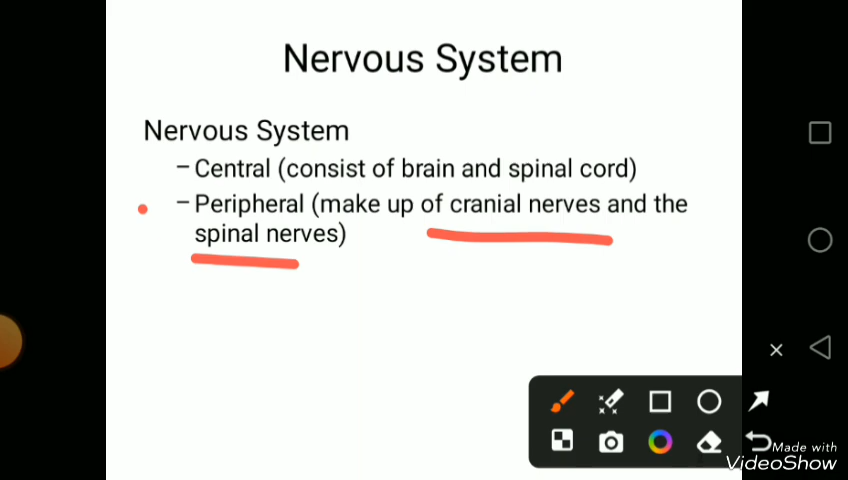 Nervous System
Nervous System
– Central (consist of brain and spinal cord)
– Peripheral (make up of cranial nerves and the
spinal nerves)
Made with
VideoShow